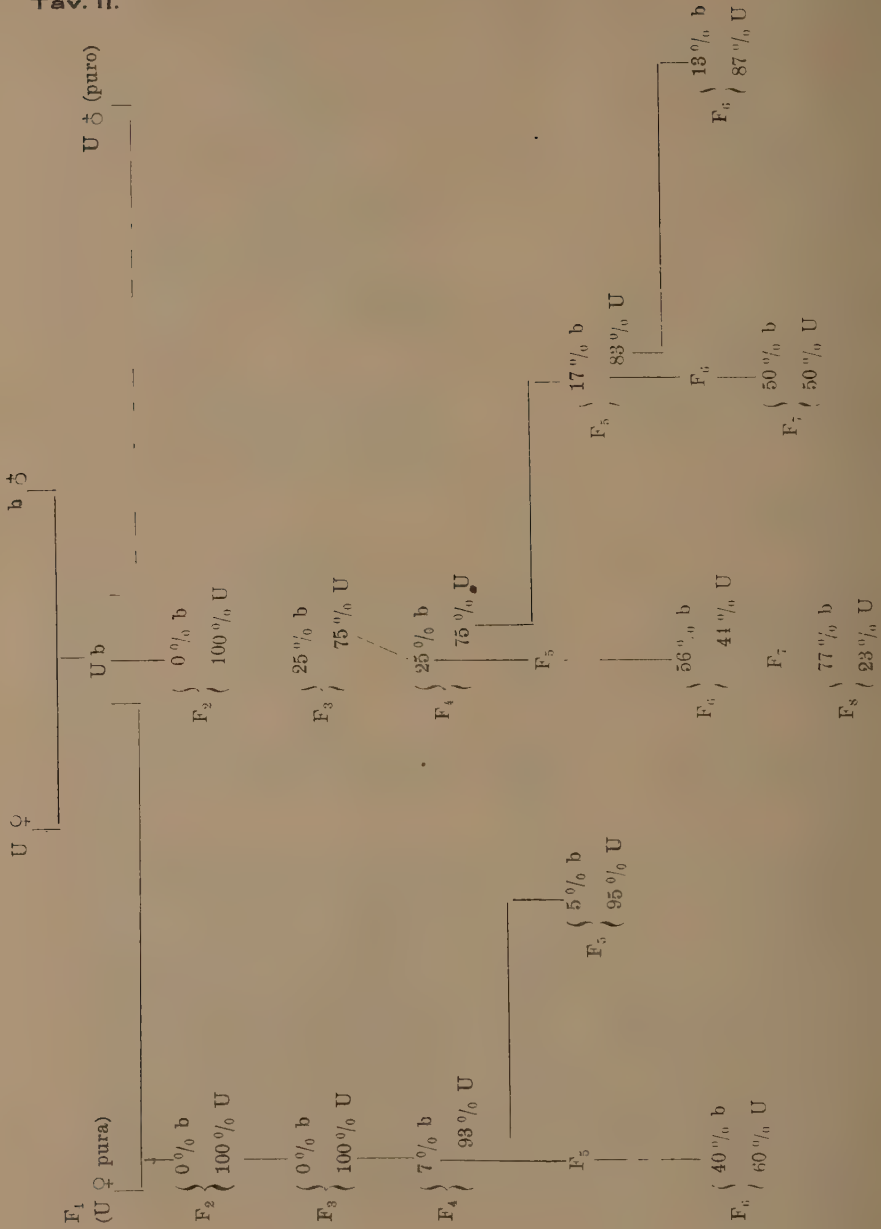 Tav. II.
U ♀ b ♂
F₁
(U ♀ pura) U b U ♂ (puro)
F₂ { 0 % b
100 % U
F₂ { 0 % b
100 % U
F₃ { 0 % b
100 % U
F₃ { 25 % b
75 % U
F₄ { 7 % b
93 % U
F₄ { 25 % b
75 % U
F₅
F₅ { 5 % b
95 % U
F₅
F₅ { 17 % b
83 % U
F₆ { 40 % b
60 % U
F₆ { 56 % b
41 % U
F₆
F₆ { 13 % b
87 % U
F₇
F₇ { 50 % b
50 % U
F₈ { 77 % b
23 % U